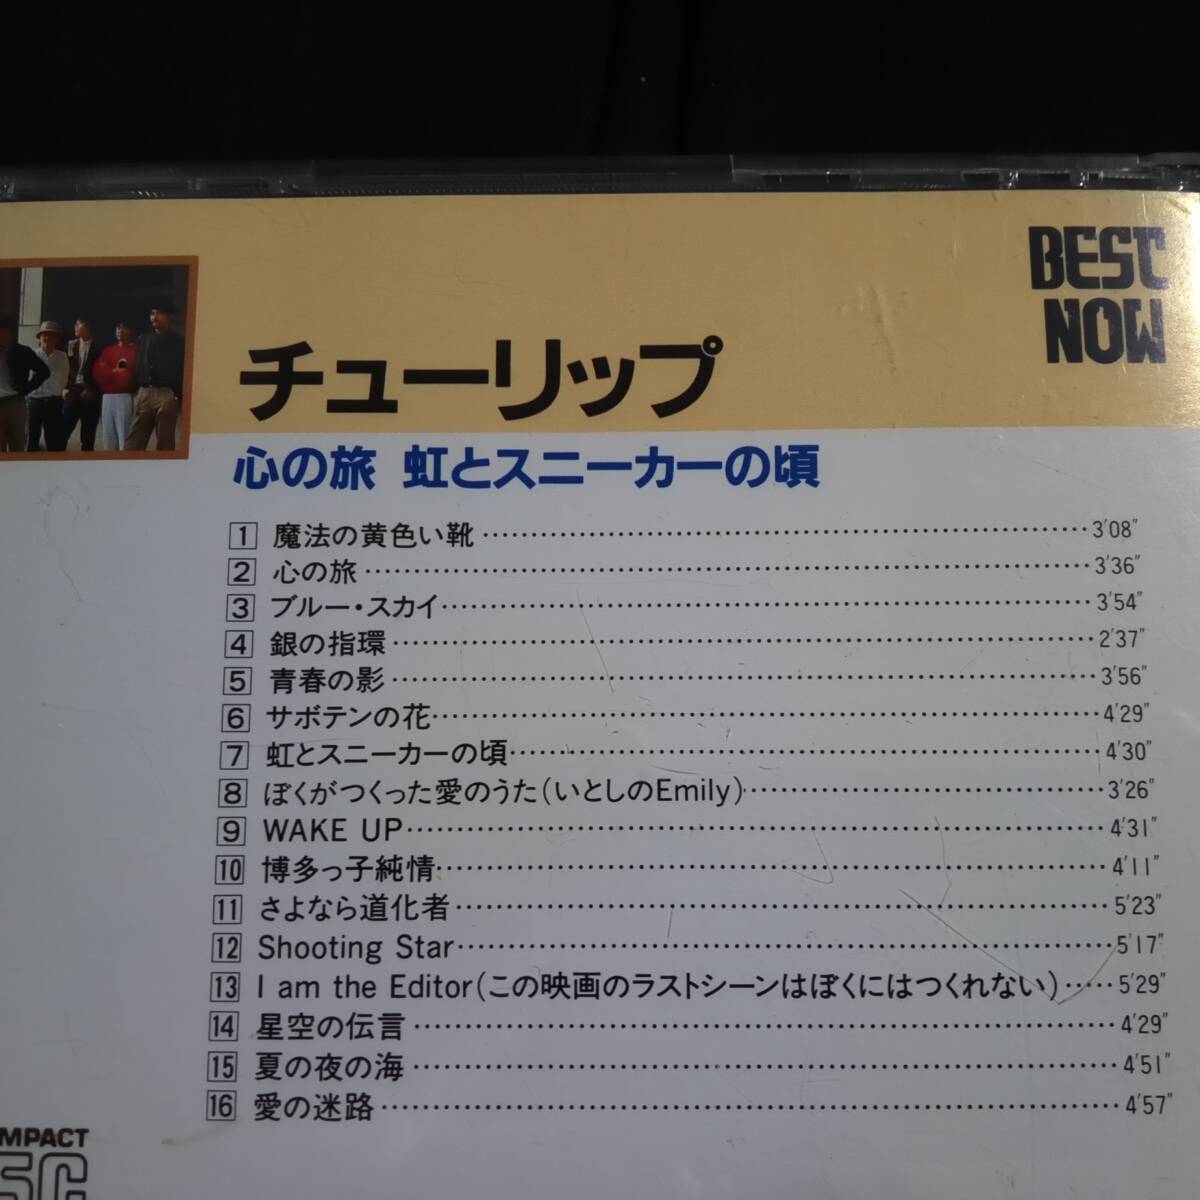 BEST
NOW
チューリップ
心の旅 虹とスニーカーの頃
1 魔法の黄色い靴 3'08"
2 心の旅 3'36"
3 ブルー・スカイ 3'54"
4 銀の指環 2'37"
5 青春の影 3'56"
6 サボテンの花 4'29"
7 虹とスニーカーの頃 4'30"
8 ぼくがつくった愛のうた(いとしのEmily) 3'26"
9 WAKE UP 4'31"
10 博多っ子純情 4'11"
11 さよなら道化者 5'23"
12 Shooting Star 5'17"
13 I am the Editor(この映画のラストシーンはぼくにはつくれない) 5'29"
14 星空の伝言 4'29"
15 夏の夜の海 4'51"
16 愛の迷路 4'57"
MPACT